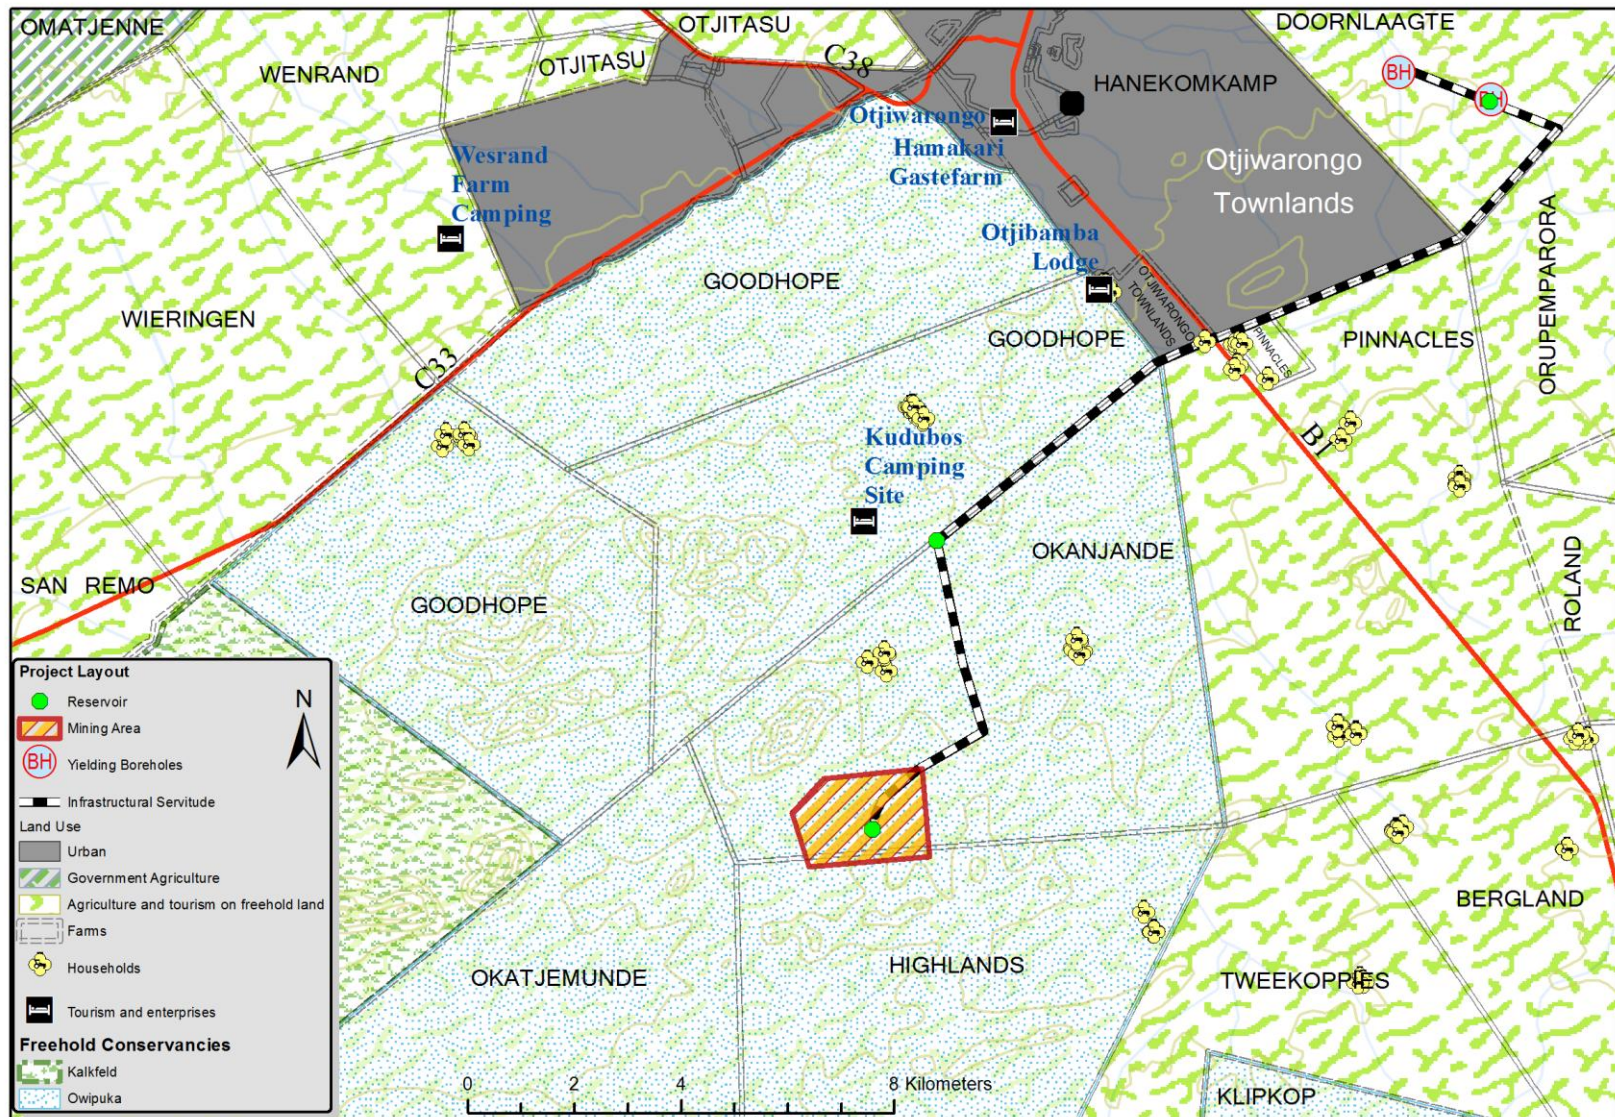 OMATJENNE
OTJITASU
DOORNLAAGTE
WENRAND
OTJITASU
C38
HANEKOMKAMP
BH
BH
Otjiwarongo
Hamakari
Gastefarm
Wesrand
Farm
Camping
Otjiwarongo
Townlands
ORUPEMPARORA
Otjibamba
Lodge
GOODHOPE
OTJIWARONGO
TOWNLANDS
WIERINGEN
GOODHOPE
PINNACLES
PINNACLES
C33
B1
Kudubos
Camping
Site
OKANJANDE
ROLAND
SAN REMO
GOODHOPE
Project Layout
N
Reservoir
Mining Area
BH
Yielding Boreholes
Infrastructural Servitude
Land Use
Urban
Government Agriculture
Agriculture and tourism on freehold land
Farms
Households
Tourism and enterprises
Freehold Conservancies
Kalkfeld
Owipuka
BERGLAND
OKATJEMUNDE
HIGHLANDS
TWEEKOPPIES
0 2 4 8 Kilometers
KLIPKOP